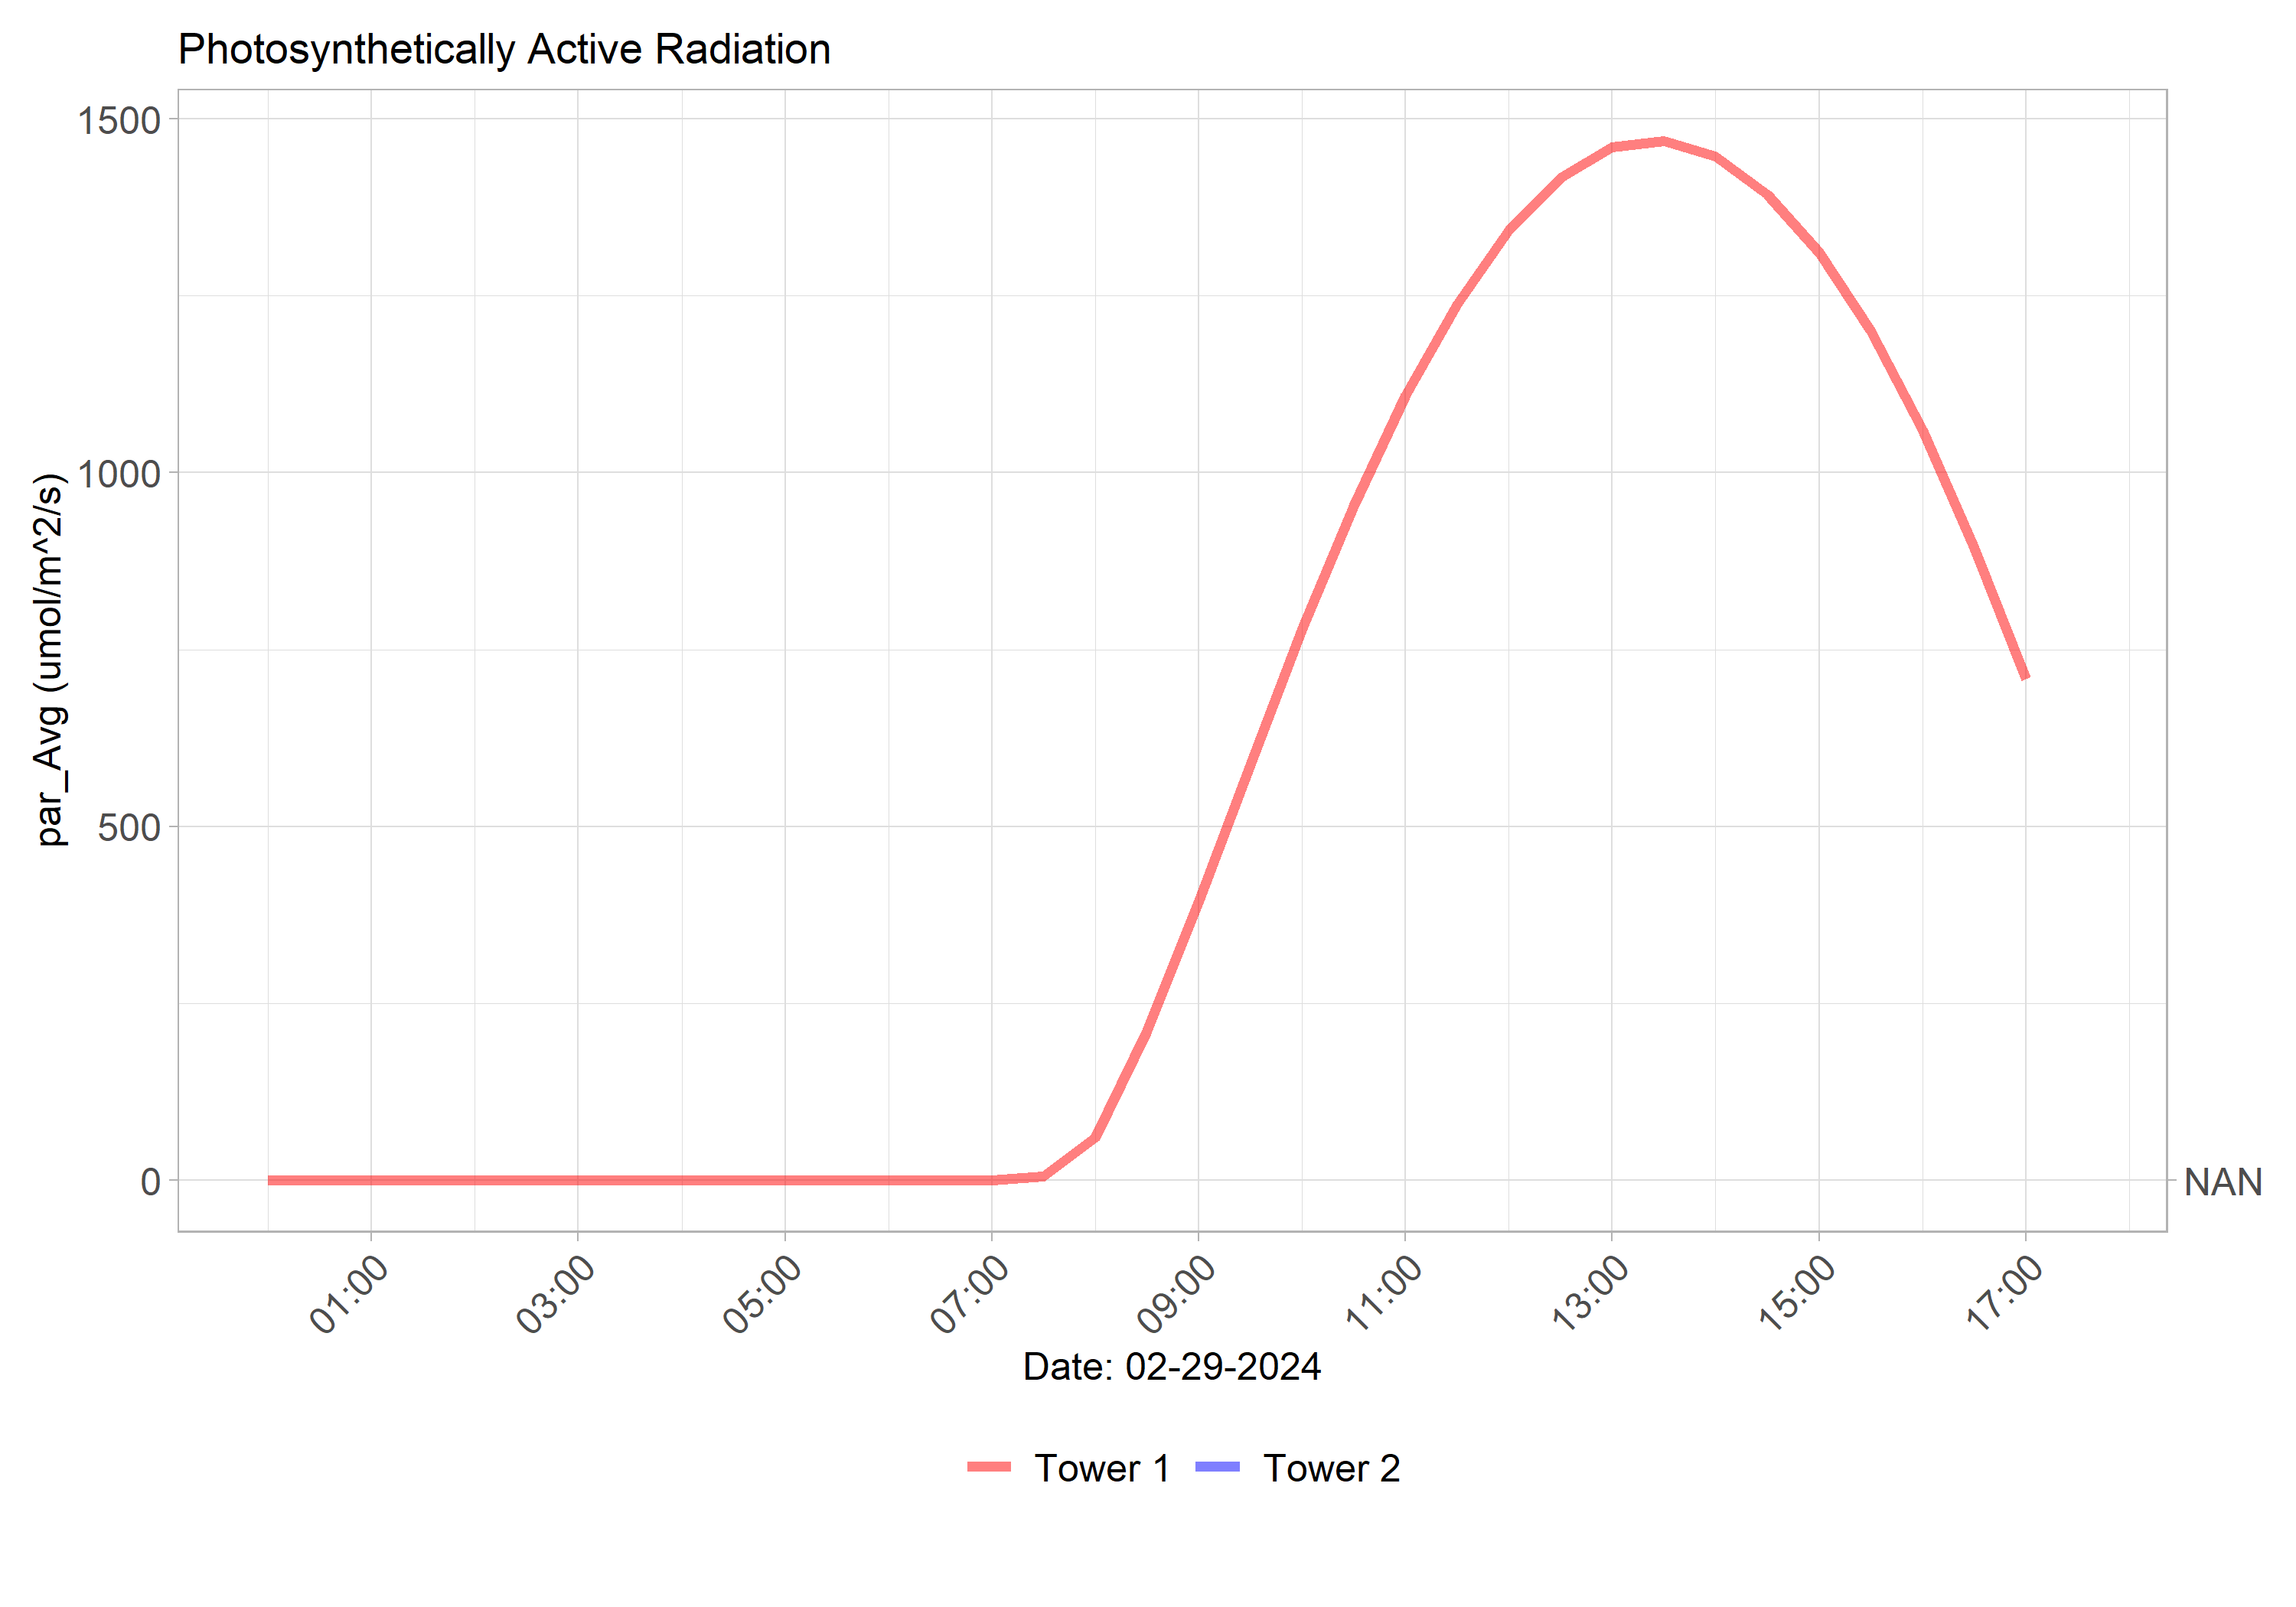 Photosynthetically Active Radiation
par_Avg (umol/m^2/s)
1500
1000
500
0
NAN
01:00
03:00
05:00
07:00
09:00
11:00
13:00
15:00
17:00
Date: 02-29-2024
Tower 1
Tower 2